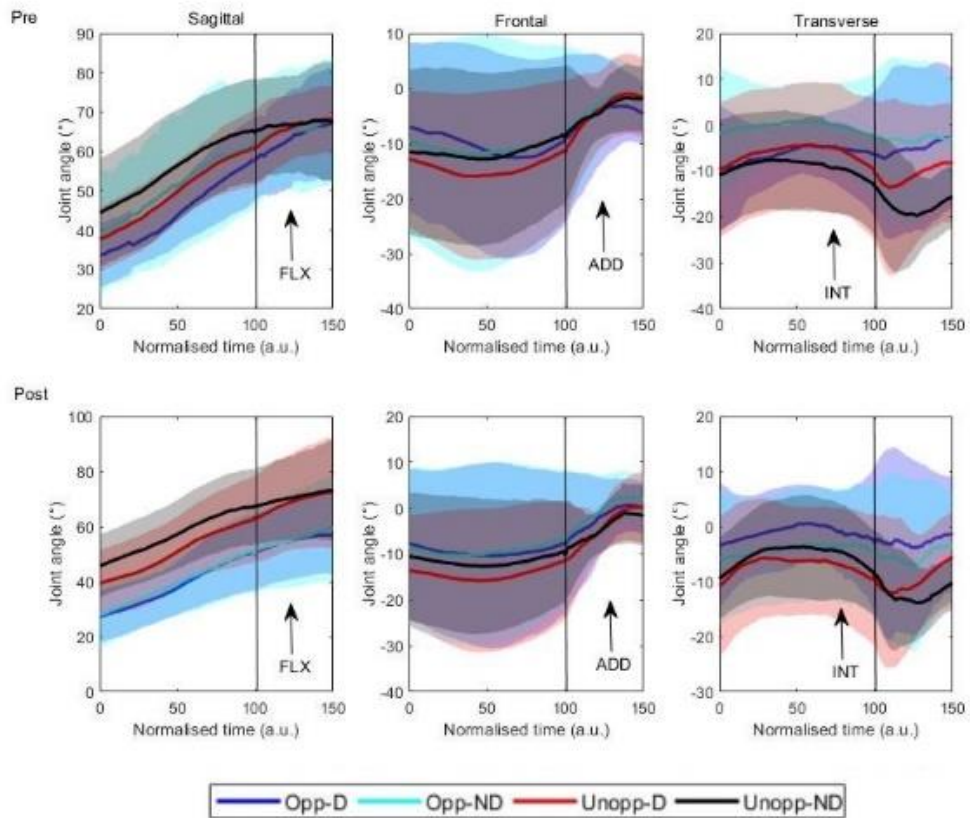 Pre
Sagittal Frontal Transverse
90 80 70 60 50 40 30 20
Joint angle (°)
FLX
0 50 100 150
Normalised time (a.u.)
10 0 -10 -20 -30 -40
Joint angle (°)
ADD
0 50 100 150
Normalised time (a.u.)
20 10 0 -10 -20 -30 -40
Joint angle (°)
INT
0 50 100 150
Normalised time (a.u.)
Post
100 80 60 40 20 0
Joint angle (°)
FLX
0 50 100 150
Normalised time (a.u.)
20 10 0 -10 -20 -30 -40
Joint angle (°)
ADD
0 50 100 150
Normalised time (a.u.)
20 10 0 -10 -20 -30
Joint angle (°)
INT
0 50 100 150
Normalised time (a.u.)
Opp-D Opp-ND Unopp-D Unopp-ND